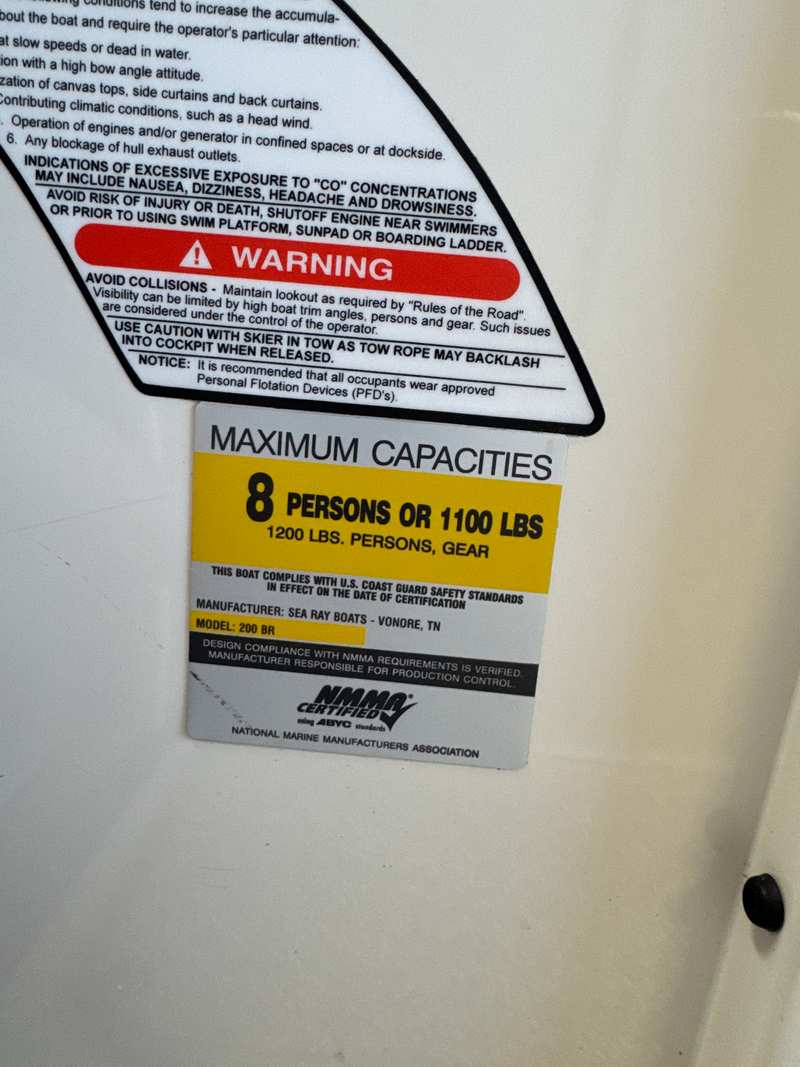 conditions tend to increase the accumula-
bout the boat and require the operator's particular attention:
at slow speeds or dead in water.
ion with a high bow angle attitude.
zation of canvas tops, side curtains and back curtains.
Contributing climatic conditions, such as a head wind.
. Operation of engines and/or generator in confined spaces or at dockside.
6. Any blockage of hull exhaust outlets.
INDICATIONS OF EXCESSIVE EXPOSURE TO "CO" CONCENTRATIONS
MAY INCLUDE NAUSEA, DIZZINESS, HEADACHE AND DROWSINESS.
AVOID RISK OF INJURY OR DEATH, SHUTOFF ENGINE NEAR SWIMMERS
OR PRIOR TO USING SWIM PLATFORM, SUNPAD OR BOARDING LADDER.
WARNING
AVOID COLLISIONS - Maintain lookout as required by "Rules of the Road".
Visibility can be limited by high boat trim angles, persons and gear. Such issues
are considered under the control of the operator.
USE CAUTION WITH SKIER IN TOW AS TOW ROPE MAY BACKLASH
INTO COCKPIT WHEN RELEASED.
NOTICE: It is recommended that all occupants wear approved
Personal Flotation Devices (PFD's).
MAXIMUM CAPACITIES
8 PERSONS OR 1100 LBS
1200 LBS. PERSONS, GEAR
THIS BOAT COMPLIES WITH U.S. COAST GUARD SAFETY STANDARDS
IN EFFECT ON THE DATE OF CERTIFICATION
MANUFACTURER: SEA RAY BOATS - VONORE, TN
MODEL: 200 BR
DESIGN COMPLIANCE WITH NMMA REQUIREMENTS IS VERIFIED.
MANUFACTURER RESPONSIBLE FOR PRODUCTION CONTROL.
NMMA®
CERTIFIED
using ABYC standards
NATIONAL MARINE MANUFACTURERS ASSOCIATION